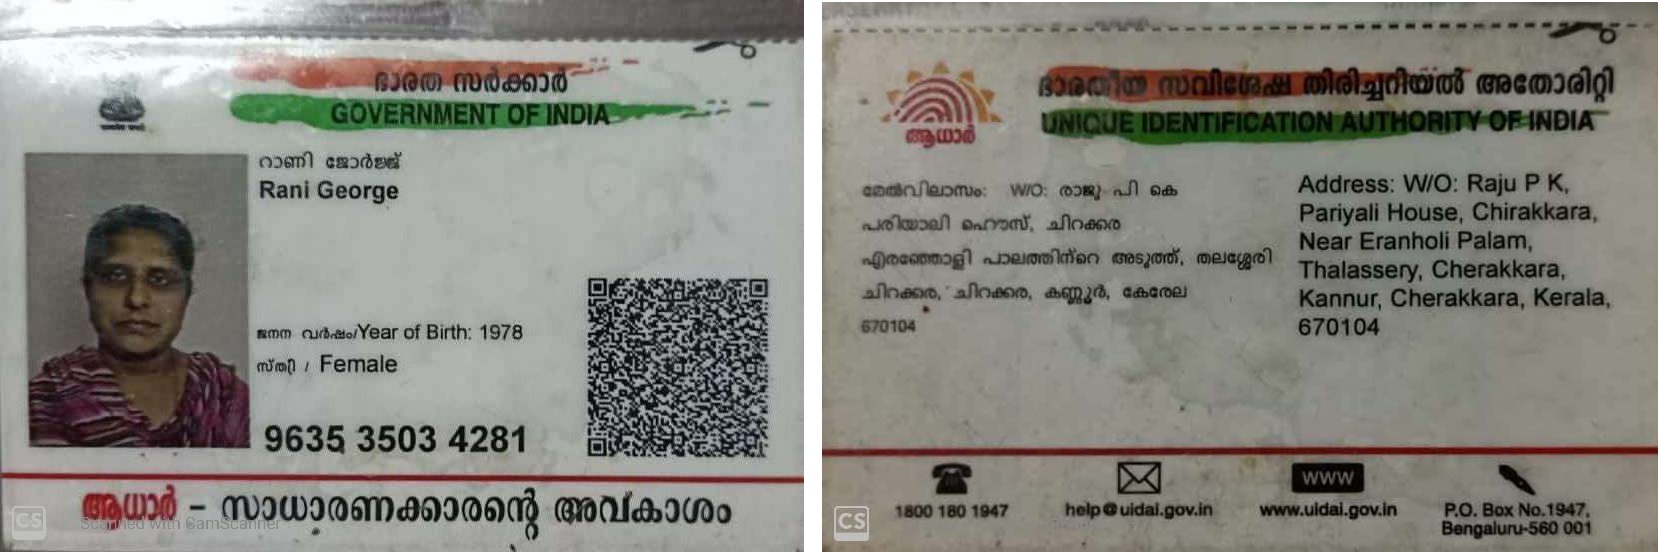 ഭാരത സർക്കാർ
GOVERNMENT OF INDIA
റാണി ജോർജ്ജ്
Rani George
ജനന വർഷം/Year of Birth: 1978
സ്ത്രീ / Female
9635 3503 4281
ആധാർ - സാധാരണക്കാരന്റെ അവകാശം
CS Scanned with CamScanner
ഭാരതീയ സവിശേഷ തിരിച്ചറിയൽ അതോരിറ്റി
UNIQUE IDENTIFICATION AUTHORITY OF INDIA
ആധാർ
മേൽവിലാസം: W/O: രാജു പി കെ
പരിയാലി ഹൌസ്, ചിറക്കര
എരഞ്ഞോളി പാലത്തിന്റെ അടുത്ത്, തലശ്ശേരി
ചിറക്കര, ചിറക്കര, കണ്ണൂർ, കേരള
670104
Address: W/O: Raju P K,
Pariyali House, Chirakkara,
Near Eranholi Palam,
Thalassery, Cherakkara,
Kannur, Cherakkara, Kerala,
670104
1800 180 1947
help@uidai.gov.in
www
www.uidai.gov.in
P.O. Box No.1947,
Bengaluru-560 001
CS